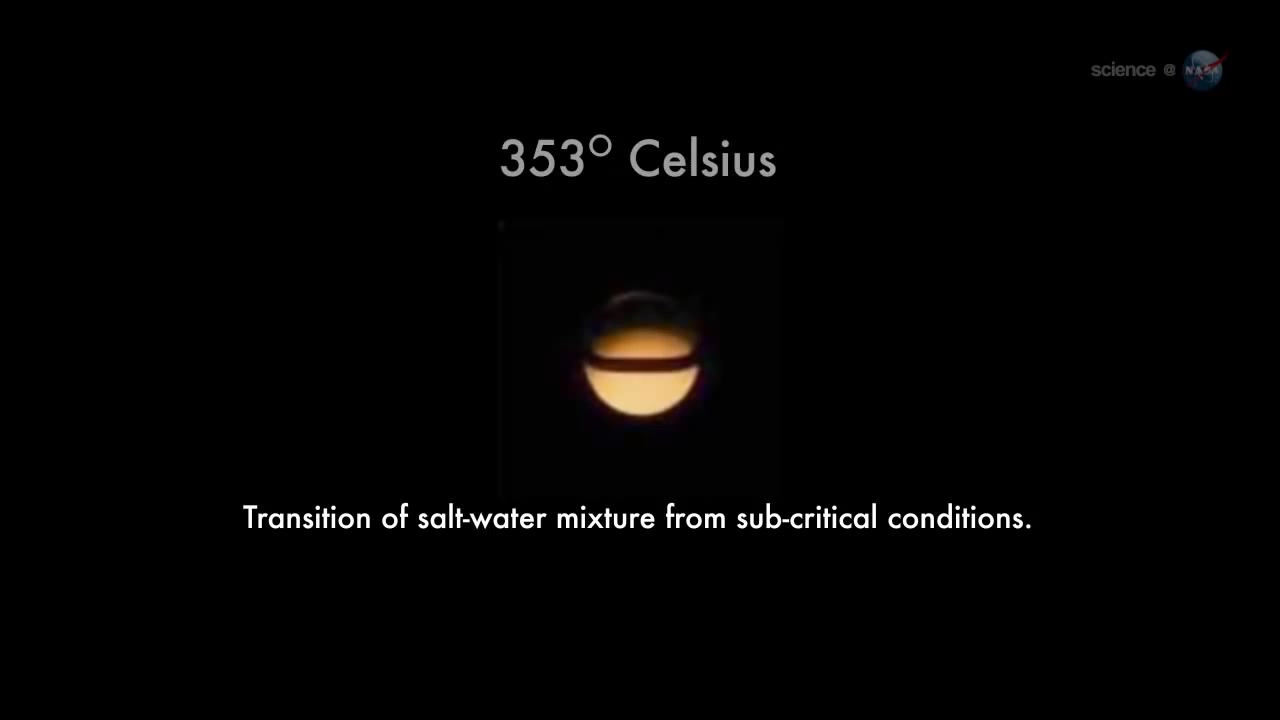 science @ NASA
353° Celsius
Transition of salt-water mixture from sub-critical conditions.